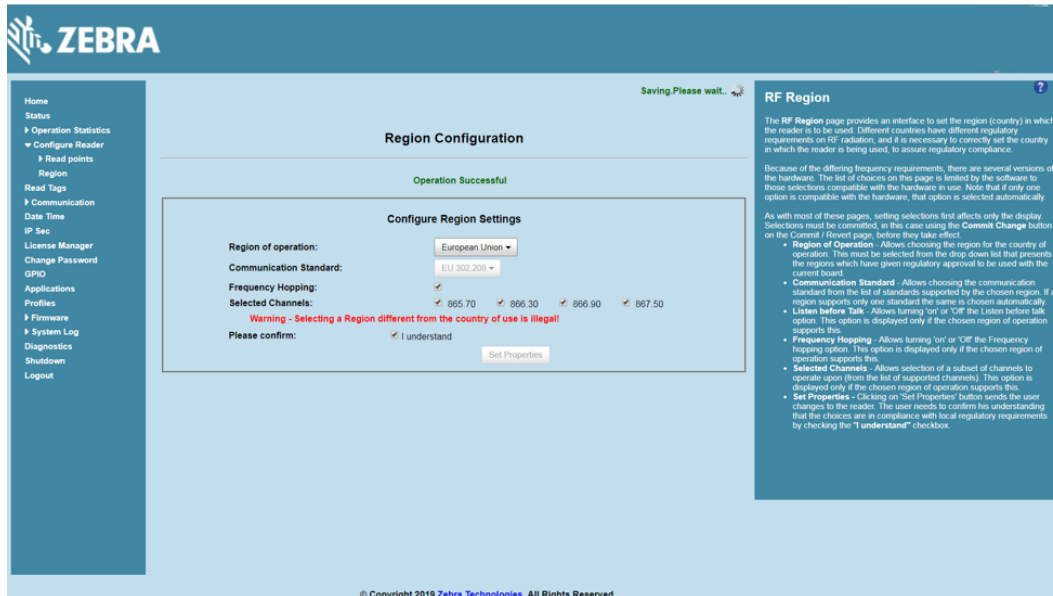 ZEBRA
Home
Status
Operation Statistics
Configure Reader
Read points
Region
Read Tags
Communication
Date Time
IP Sec
License Manager
Change Password
GPIO
Applications
Profiles
Firmware
System Log
Diagnostics
Shutdown
Logout
Saving.Please wait..
Region Configuration
Operation Successful
Configure Region Settings
Region of operation: European Union
Communication Standard: EU 302.208
Frequency Hopping:
Selected Channels: 865.70 866.30 866.90 867.50
Warning - Selecting a Region different from the country of use is illegal!
Please confirm: I understand
Set Properties
?
RF Region
The RF Region page provides an interface to set the region (country) in which
the reader is to be used. Different countries have different regulatory
requirements on RF radiation, and it is necessary to correctly set the country
in which the reader is being used, to assure regulatory compliance.
Because of the differing frequency requirements, there are several versions of
the hardware. The list of choices on this page is limited by the software to
those selections compatible with the hardware in use. Note that if only one
option is compatible with the hardware, that option is selected automatically.
As with most of these pages, setting selections first affects only the display.
Selections must be committed, in this case using the Commit Change button
on the Commit / Revert page, before they take effect.
• Region of Operation - Allows choosing the region for the country of
operation. This must be selected from the drop down list that presents
the regions which have given regulatory approval to be used with the
current board.
• Communication Standard - Allows choosing the communication
standard from the list of standards supported by the chosen region. If a
region supports only one standard the same is chosen automatically.
• Listen before Talk - Allows turning 'on' or 'Off' the Listen before talk
option. This option is displayed only if the chosen region of operation
supports this.
• Frequency Hopping - Allows turning 'on' or 'Off' the Frequency
hopping option. This option is displayed only if the chosen region of
operation supports this.
• Selected Channels - Allows selection of a subset of channels to
operate upon (from the list of supported channels). This option is
displayed only if the chosen region of operation supports this.
• Set Properties - Clicking on 'Set Properties' button sends the user
changes to the reader. The user needs to confirm his understanding
that the choices are in compliance with local regulatory requirements
by checking the "I understand" checkbox.
© Copyright 2019 Zebra Technologies. All Rights Reserved